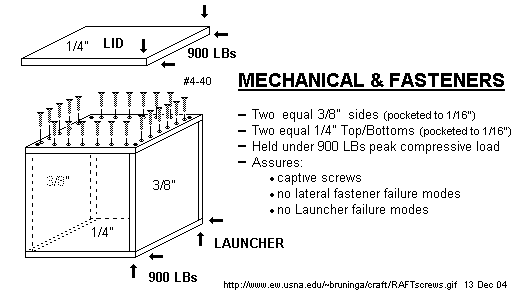 1/4" LID
900 LBs
#4-40
MECHANICAL & FASTENERS
– Two equal 3/8" sides (pocketed to 1/16")
– Two equal 1/4" Top/Bottoms (pocketed to 1/16")
– Held under 900 LBs peak compressive load
– Assures:
• captive screws
• no lateral fastener failure modes
• no Launcher failure modes
3/8"
3/8"
1/4"
LAUNCHER
900 LBs
http://www.ew.usna.edu/~bruninga/craft/RAFTscrews.gif 13 Dec 04